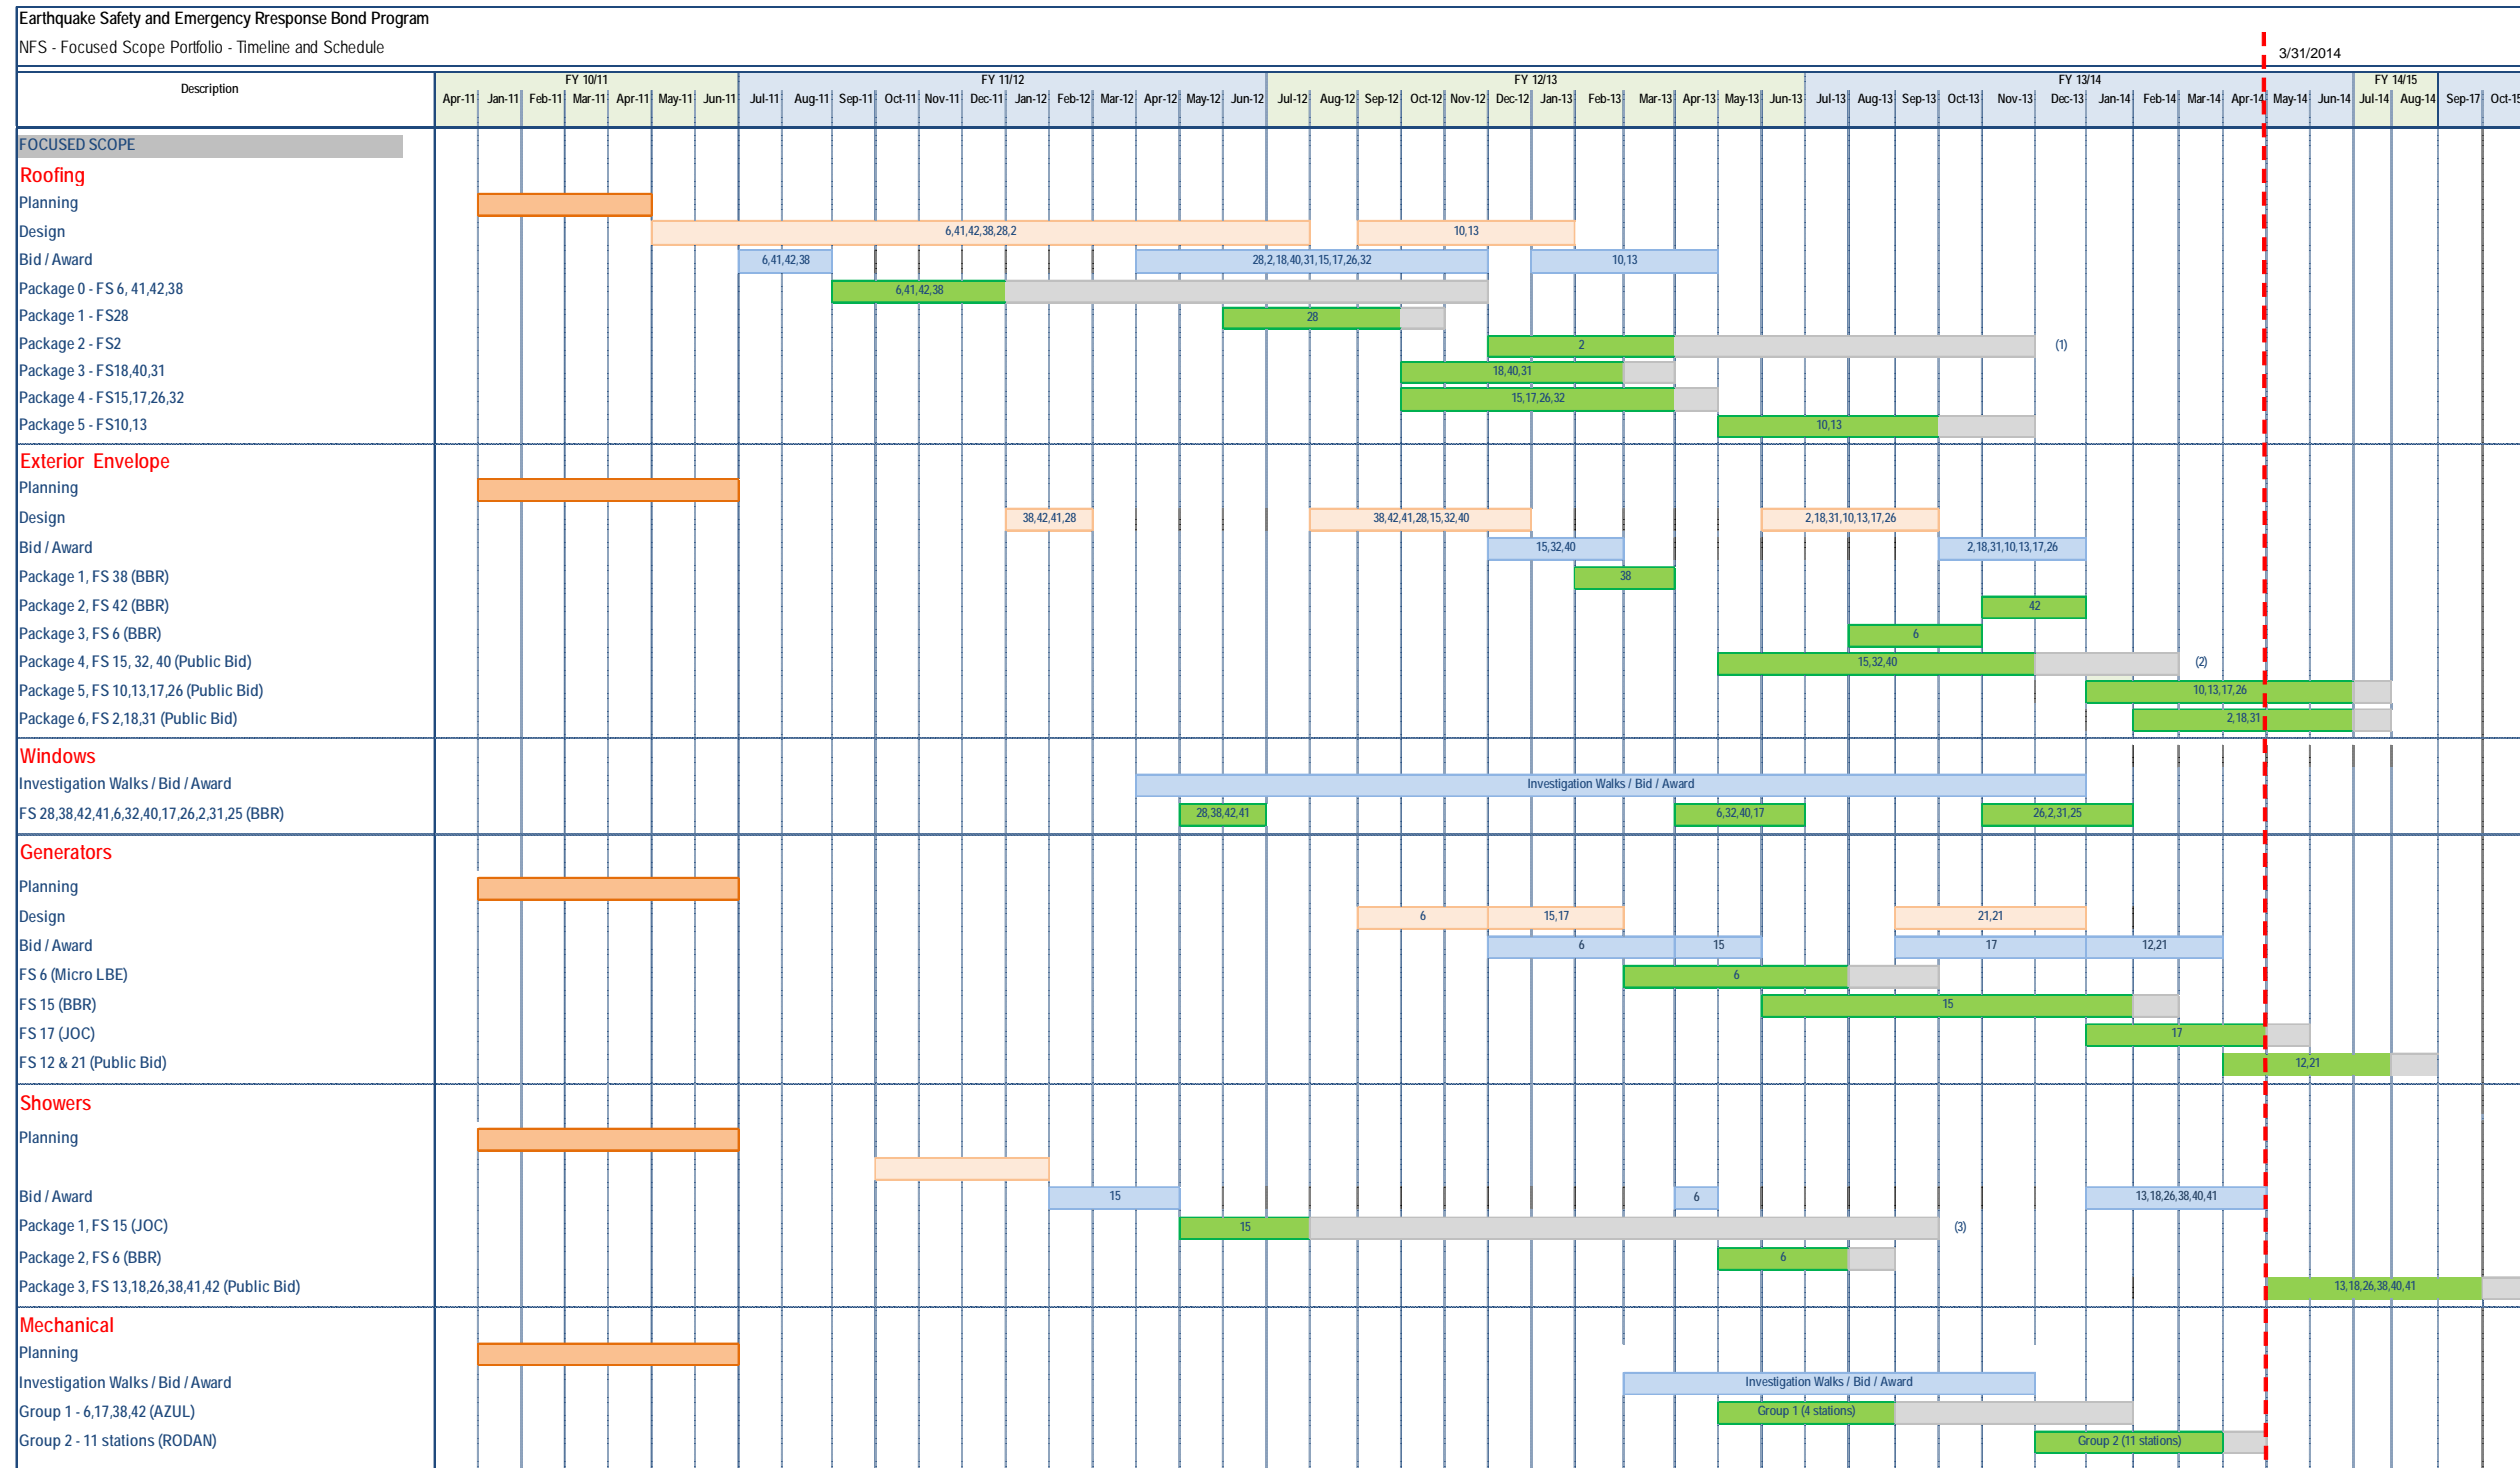 Earthquake Safety and Emergency Rresponse Bond Program
NFS - Focused Scope Portfolio - Timeline and Schedule
3/31/2014
Description
FY 10/11 FY 11/12 FY 12/13 FY 13/14 FY 14/15
Apr-11 Jan-11 Feb-11 Mar-11 Apr-11 May-11 Jun-11 Jul-11 Aug-11 Sep-11 Oct-11 Nov-11 Dec-11 Jan-12 Feb-12 Mar-12 Apr-12 May-12 Jun-12 Jul-12 Aug-12 Sep-12 Oct-12 Nov-12 Dec-12 Jan-13 Feb-13 Mar-13 Apr-13 May-13 Jun-13 Jul-13 Aug-13 Sep-13 Oct-13 Nov-13 Dec-13 Jan-14 Feb-14 Mar-14 Apr-14 May-14 Jun-14 Jul-14 Aug-14 Sep-17 Oct-15
FOCUSED SCOPE
Roofing
Planning
Design 6,41,42,38,28,2 10,13
Bid / Award 6,41,42,38 28,2,18,40,31,15,17,26,32 10,13
Package 0 - FS 6, 41,42,38 6,41,42,38
Package 1 - FS28 28
Package 2 - FS2 2 (1)
Package 3 - FS18,40,31 18,40,31
Package 4 - FS15,17,26,32 15,17,26,32
Package 5 - FS10,13 10,13
Exterior Envelope
Planning
Design 38,42,41,28 38,42,41,28,15,32,40 2,18,31,10,13,17,26
Bid / Award 15,32,40 2,18,31,10,13,17,26
Package 1, FS 38 (BBR) 38
Package 2, FS 42 (BBR) 42
Package 3, FS 6 (BBR) 6
Package 4, FS 15, 32, 40 (Public Bid) 15,32,40 (2)
Package 5, FS 10,13,17,26 (Public Bid) 10,13,17,26
Package 6, FS 2,18,31 (Public Bid) 2,18,31
Windows
Investigation Walks / Bid / Award Investigation Walks / Bid / Award
FS 28,38,42,41,6,32,40,17,26,2,31,25 (BBR) 28,38,42,41 6,32,40,17 26,2,31,25
Generators
Planning
Design 6 15,17 21,21
Bid / Award 6 15 17 12,21
FS 6 (Micro LBE) 6
FS 15 (BBR) 15
FS 17 (JOC) 17
FS 12 & 21 (Public Bid) 12,21
Showers
Planning
Bid / Award 15 6 13,18,26,38,40,41
Package 1, FS 15 (JOC) 15 (3)
Package 2, FS 6 (BBR) 6
Package 3, FS 13,18,26,38,41,42 (Public Bid) 13,18,26,38,40,41
Mechanical
Planning
Investigation Walks / Bid / Award Investigation Walks / Bid / Award
Group 1 - 6,17,38,42 (AZUL) Group 1 (4 stations)
Group 2 - 11 stations (RODAN) Group 2 (11 stations)